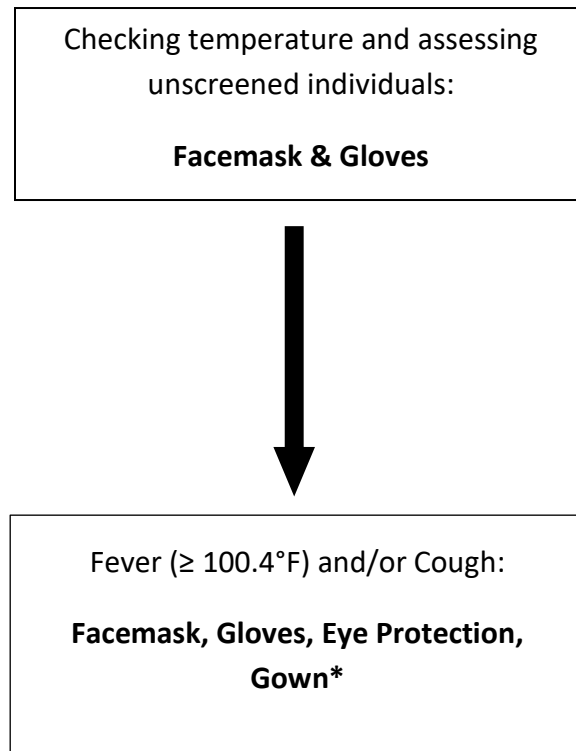 Checking temperature and assessing
unscreened individuals:
Facemask & Gloves
Fever (≥ 100.4°F) and/or Cough:
Facemask, Gloves, Eye Protection,
Gown*